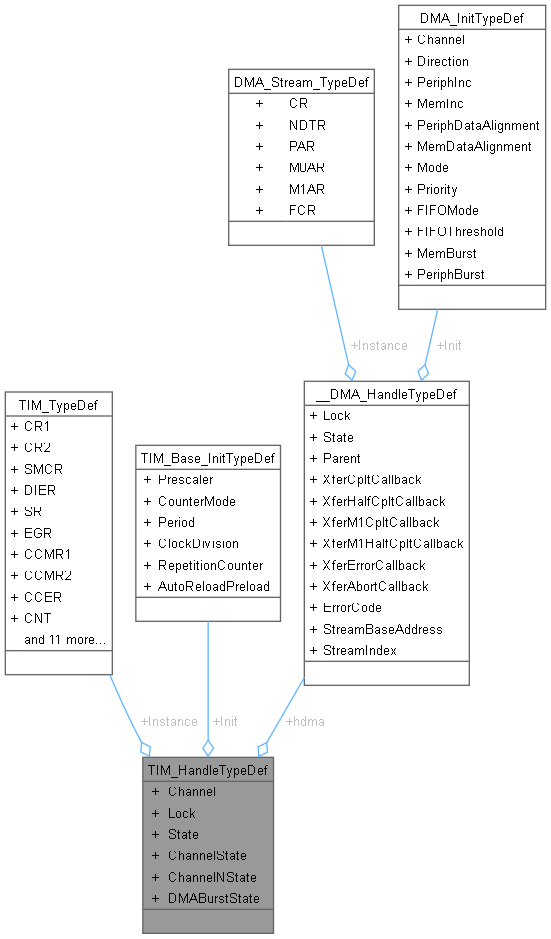 DMA_InitTypeDef
+ Channel
+ Direction
+ PeriphInc
+ MemInc
+ PeriphDataAlignment
+ MemDataAlignment
+ Mode
+ Priority
+ FIFOMode
+ FIFOThreshold
+ MemBurst
+ PeriphBurst
DMA_Stream_TypeDef
+ CR
+ NDTR
+ PAR
+ M0AR
+ M1AR
+ FCR
+Instance
+Init
__DMA_HandleTypeDef
+ Lock
+ State
+ Parent
+ XferCpltCallback
+ XferHalfCpltCallback
+ XferM1CpltCallback
+ XferM1HalfCpltCallback
+ XferErrorCallback
+ XferAbortCallback
+ ErrorCode
+ StreamBaseAddress
+ StreamIndex
TIM_TypeDef
+ CR1
+ CR2
+ SMCR
+ DIER
+ SR
+ EGR
+ CCMR1
+ CCMR2
+ CCER
+ CNT
and 11 more...
TIM_Base_InitTypeDef
+ Prescaler
+ CounterMode
+ Period
+ ClockDivision
+ RepetitionCounter
+ AutoReloadPreload
+Instance
+Init
+hdma
TIM_HandleTypeDef
+ Channel
+ Lock
+ State
+ ChannelState
+ ChannelNState
+ DMABurstState